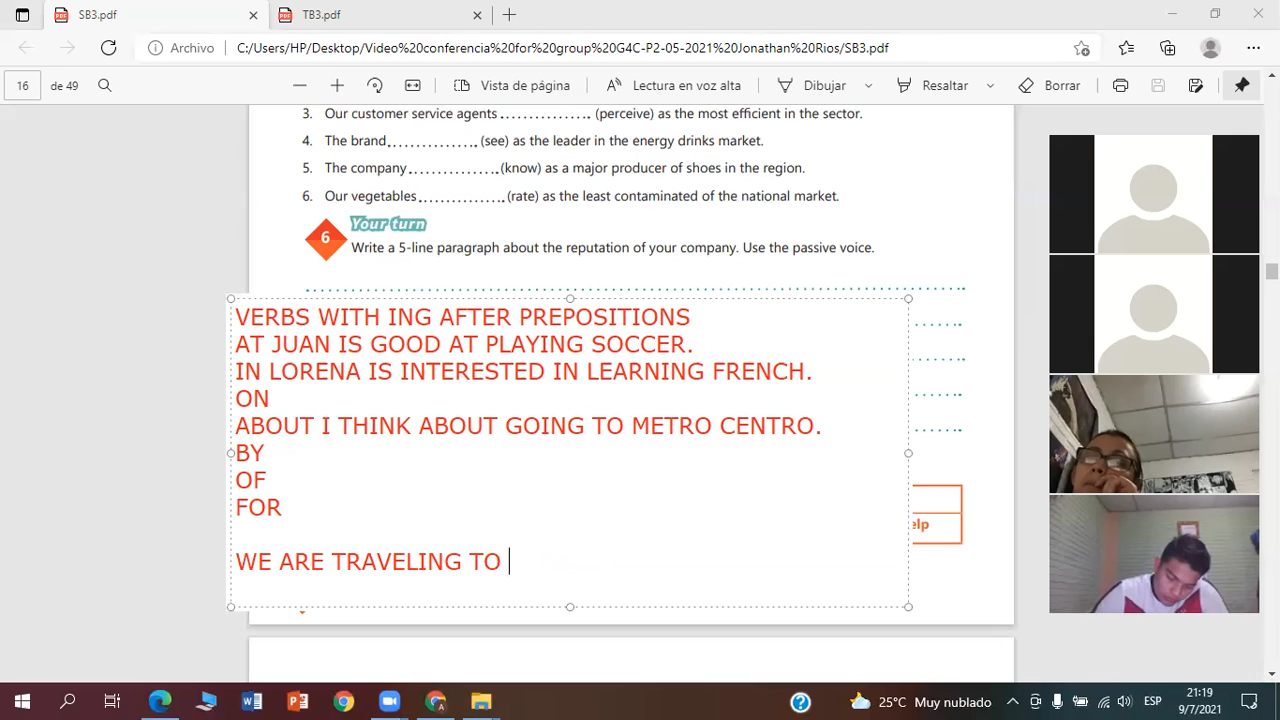 SB3.pdf
TB3.pdf
Archivo
C:/Users/HP/Desktop/Video%20conferencia%20for%20group%20G4C-P2-05-2021%20Jonathan%20Rios/SB3.pdf
16 de 49
Vista de página
Lectura en voz alta
Dibujar
Resaltar
Borrar
3. Our customer service agents .............. (perceive) as the most efficient in the sector.
4. The brand.............. (see) as the leader in the energy drinks market.
5. The company .............. (know) as a major producer of shoes in the region.
6. Our vegetables .............. (rate) as the least contaminated of the national market.
6
Your turn
Write a 5-line paragraph about the reputation of your company. Use the passive voice.
VERBS WITH ING AFTER PREPOSITIONS
AT JUAN IS GOOD AT PLAYING SOCCER.
IN LORENA IS INTERESTED IN LEARNING FRENCH.
ON
ABOUT I THINK ABOUT GOING TO METRO CENTRO.
BY
OF
FOR
elp
WE ARE TRAVELING TO
25°C Muy nublado
ESP
21:19
9/7/2021